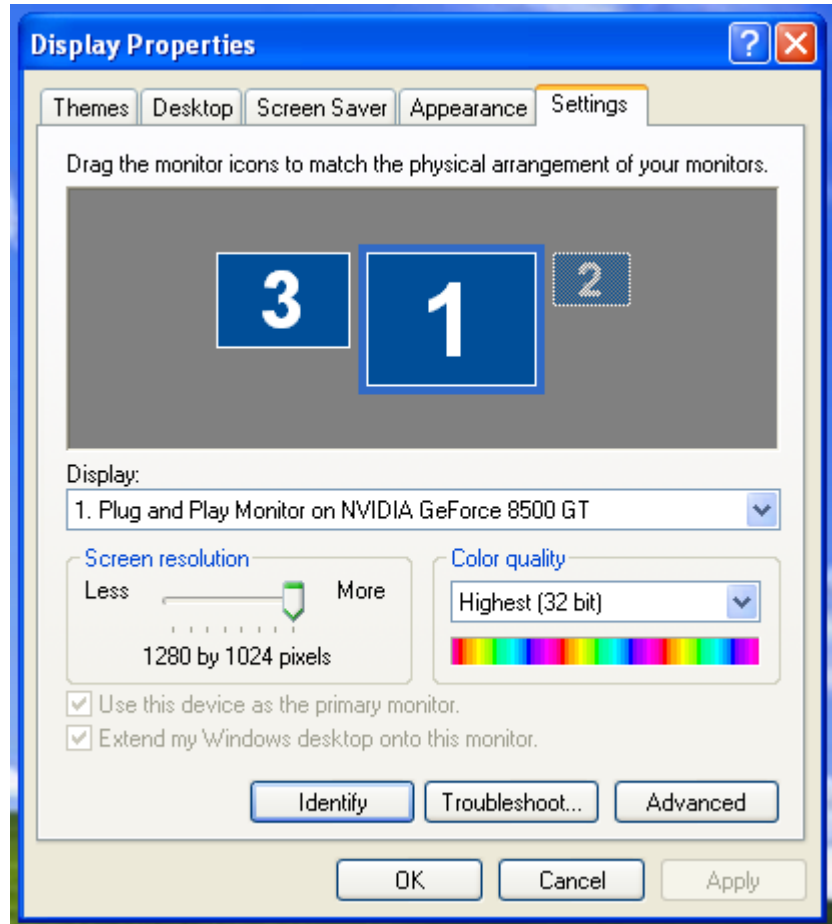 Display Properties
Themes Desktop Screen Saver Appearance Settings
Drag the monitor icons to match the physical arrangement of your monitors.
3 1 2
Display:
1. Plug and Play Monitor on NVIDIA GeForce 8500 GT
Screen resolution
Less More
1280 by 1024 pixels
Color quality
Highest (32 bit)
Use this device as the primary monitor.
Extend my Windows desktop onto this monitor.
Identify Troubleshoot... Advanced
OK Cancel Apply